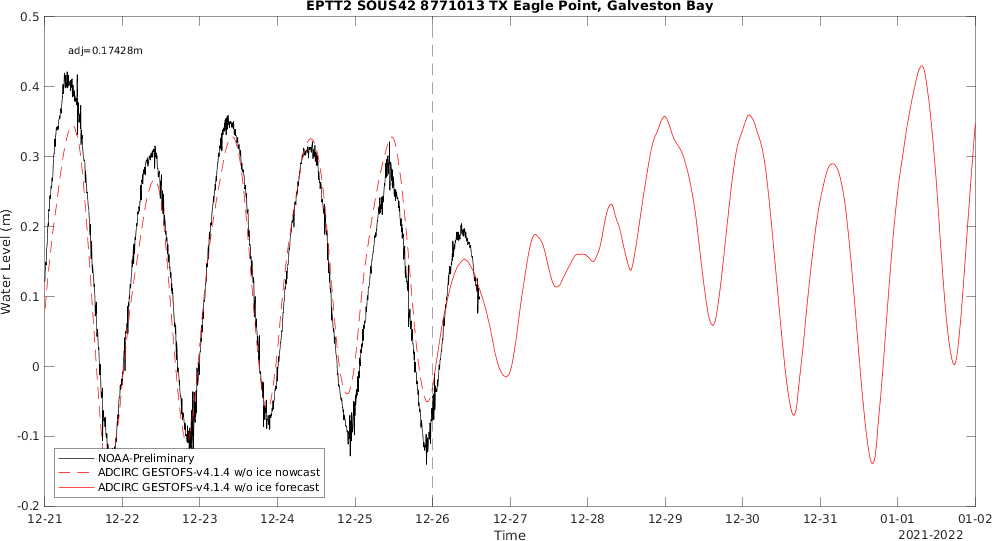 EPTT2 SOUS42 8771013 TX Eagle Point, Galveston Bay
adj=0.17428m
0.5
0.4
0.3
0.2
0.1
0
-0.1
-0.2
Water Level (m)
NOAA-Preliminary
ADCIRC GESTOFS-v4.1.4 w/o ice nowcast
ADCIRC GESTOFS-v4.1.4 w/o ice forecast
12-21 12-22 12-23 12-24 12-25 12-26 12-27 12-28 12-29 12-30 12-31 01-01 01-02
Time
2021-2022